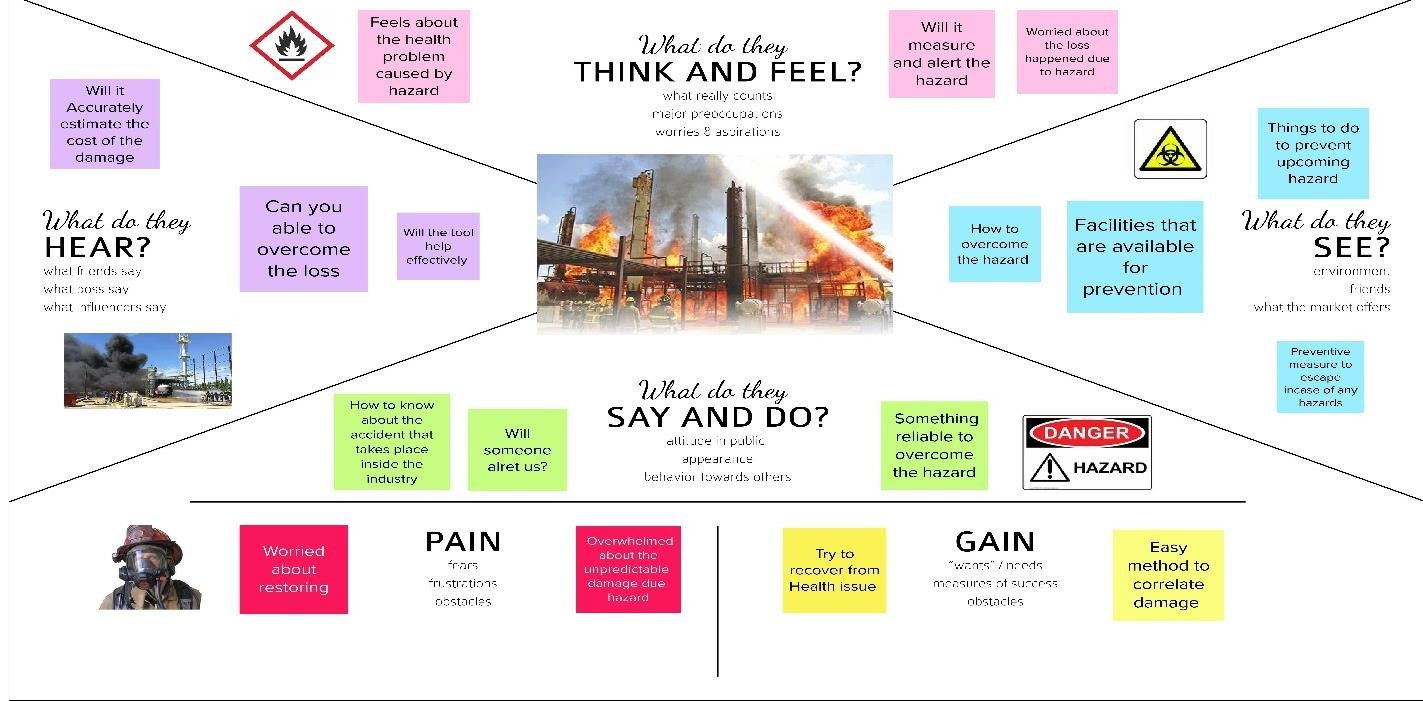 Feels about
the health
problem
caused by
hazard
What do they
THINK AND FEEL?
what really counts
major preoccupations
worries & aspirations
Will it
measure
and alert the
hazard
Worried about
the loss
happened due
to hazard
Will it
Accurately
estimate the
cost of the
damage
What do they
HEAR?
what friends say
what boss say
what influencers say
Can you
able to
overcome
the loss
Will the tool
help
effectively
How to
overcome
the hazard
Facilities that
are available
for
prevention
Things to do
to prevent
upcoming
hazard
What do they
SEE?
environment
friends
what the market offers
Preventive
measure to
escape
incase of any
hazards
How to know
about the
accident that
takes place
inside the
industry
Will
someone
alret us?
What do they
SAY AND DO?
attitude in public
appearance
behavior towards others
Something
reliable to
overcome
the hazard
DANGER
HAZARD
Worried
about
restoring
PAIN
fears
frustrations
obstacles
Overwhelmed
about the
unpredictable
damage due
hazard
Try to
recover from
Health issue
GAIN
"wants" / needs
measures of success
obstacles
Easy
method to
correlate
damage